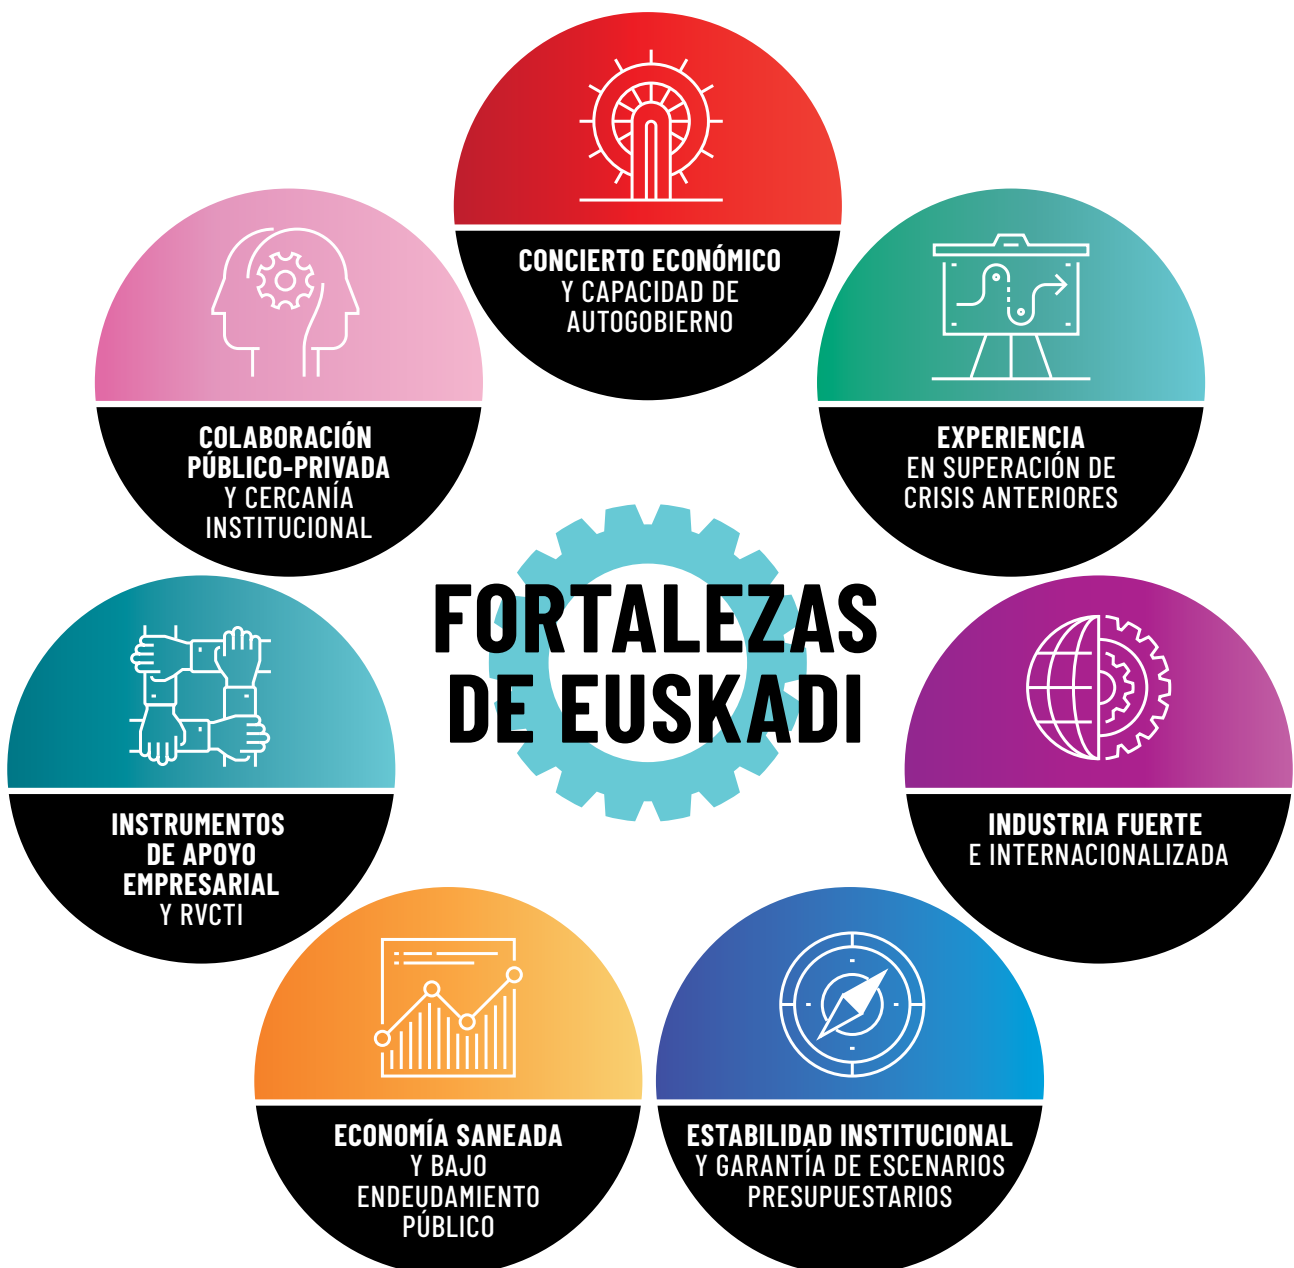 FORTALEZAS
DE EUSKADI
CONCIERTO ECONÓMICO
Y CAPACIDAD DE
AUTOGOBIERNO
EXPERIENCIA
EN SUPERACIÓN DE
CRISIS ANTERIORES
INDUSTRIA FUERTE
E INTERNACIONALIZADA
ESTABILIDAD INSTITUCIONAL
Y GARANTÍA DE ESCENARIOS
PRESUPUESTARIOS
ECONOMÍA SANEADA
Y BAJO
ENDEUDAMIENTO
PÚBLICO
INSTRUMENTOS
DE APOYO
EMPRESARIAL
Y RVCTI
COLABORACIÓN
PÚBLICO-PRIVADA
Y CERCANÍA
INSTITUCIONAL